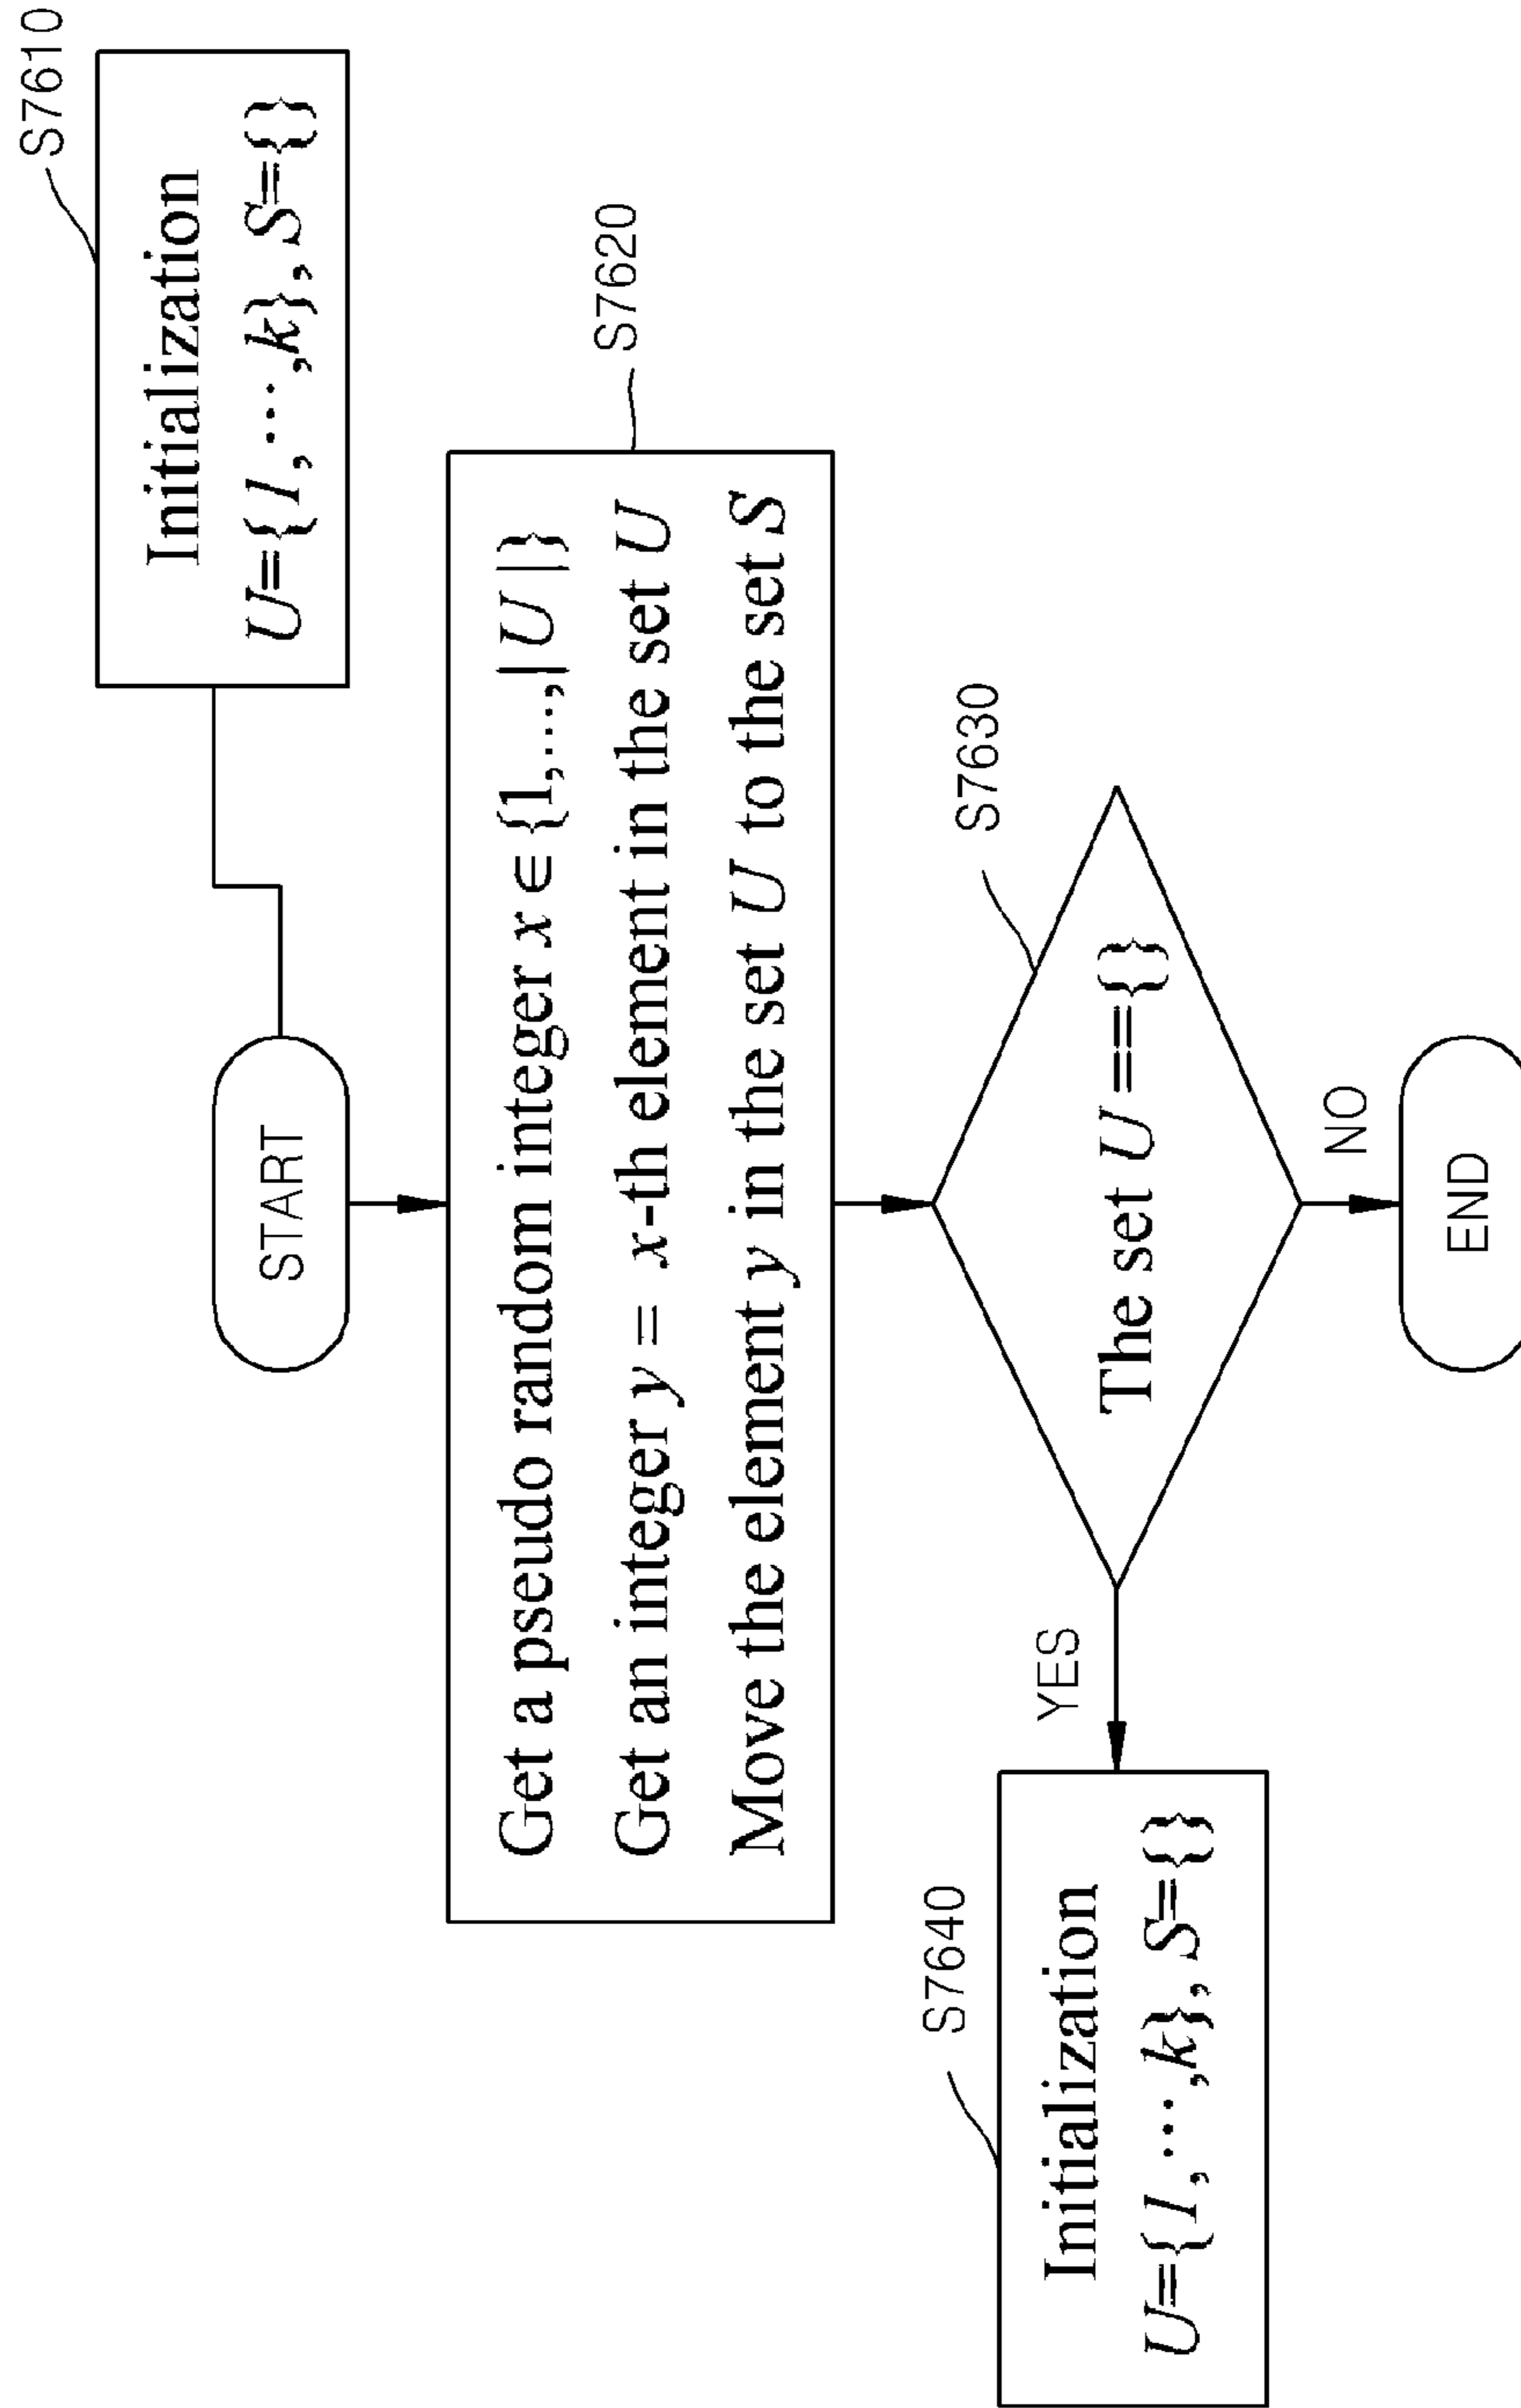 S7610
Initialization
U={1,⋯,k}, S={}
START
S7620
Get a pseudo random integer x∈{1,...,|U|}
Get an integer y = x-th element in the set U
Move the element y in the set U to the set S
S7630
The set U=={}
YES
NO
S7640
Initialization
U={1,⋯,k}, S={}
END